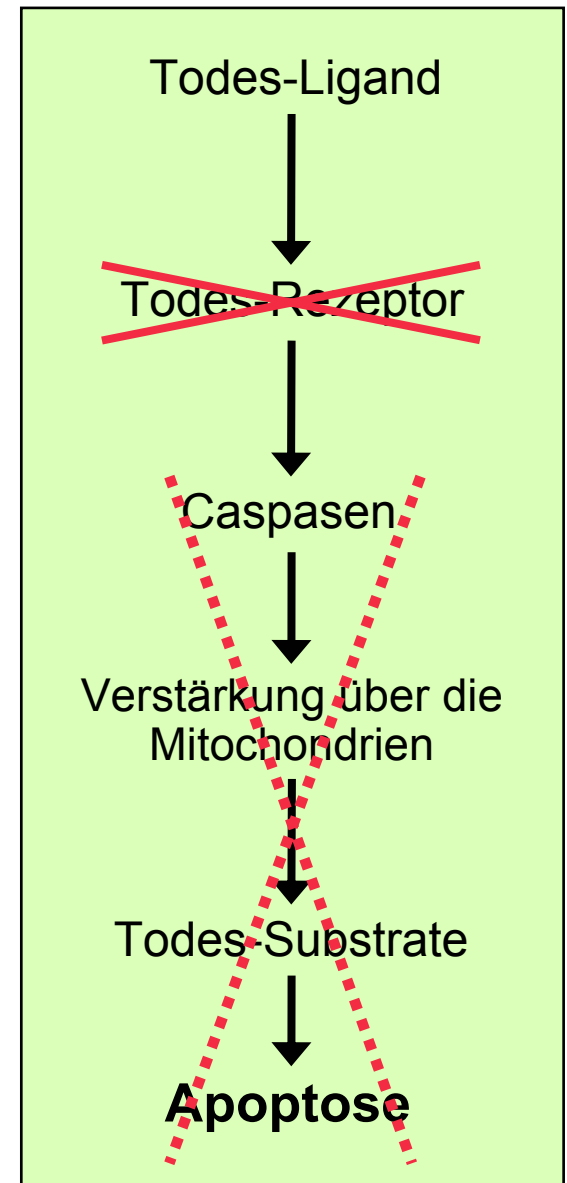 Todes-Ligand
Todes-Rezeptor
Caspasen
Verstärkung über die
Mitochondrien
Todes-Substrate
Apoptose